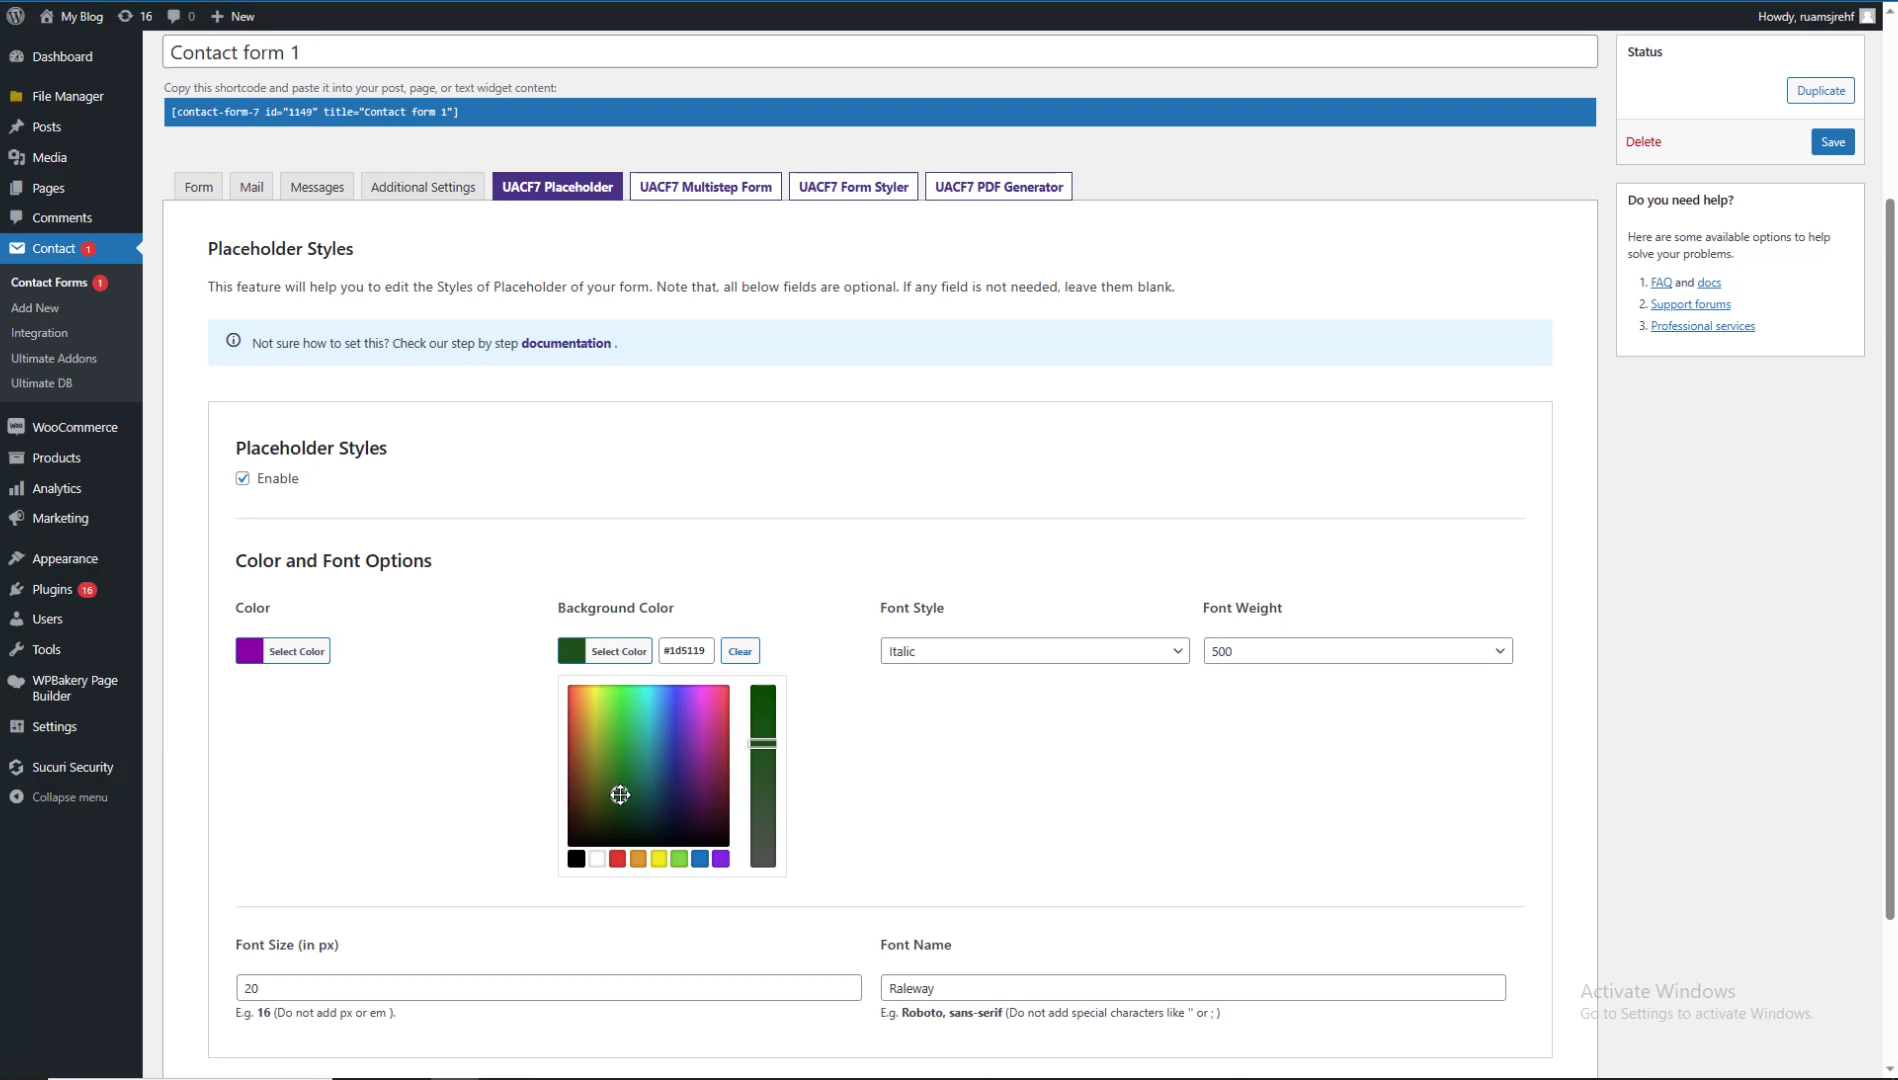 My Blog 16 0 New Howdy, ruamsjrehf
Dashboard
File Manager
Posts
Media
Pages
Comments
Contact 1
Contact Forms 1
Add New
Integration
Ultimate Addons
Ultimate DB
WooCommerce
Products
Analytics
Marketing
Appearance
Plugins 16
Users
Tools
WPBakery Page
Builder
Settings
Sucuri Security
Collapse menu
Contact form 1
Copy this shortcode and paste it into your post, page, or text widget content:
[contact-form-7 id="1149" title="Contact form 1"]
Form Mail Messages Additional Settings UACF7 Placeholder UACF7 Multistep Form UACF7 Form Styler UACF7 PDF Generator
Placeholder Styles
This feature will help you to edit the Styles of Placeholder of your form. Note that, all below fields are optional. If any field is not needed, leave them blank.
Not sure how to set this? Check our step by step documentation .
Placeholder Styles
Enable
Color and Font Options
Color Background Color Font Style Font Weight
Select Color Select Color #1d5119 Clear Italic 500
Font Size (in px) Font Name
20 Raleway
E.g. 16 (Do not add px or em ). E.g. Roboto, sans-serif (Do not add special characters like " or ; )
Status
Duplicate
Delete Save
Do you need help?
Here are some available options to help
solve your problems.
1. FAQ and docs
2. Support forums
3. Professional services
Activate Windows
Go to Settings to activate Windows.